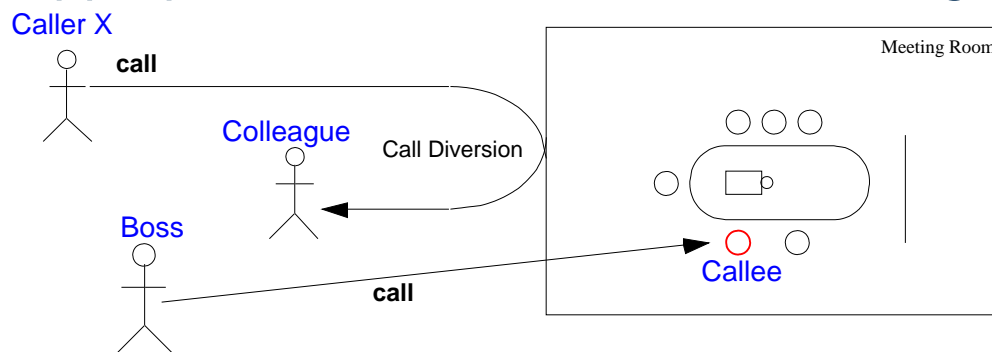 Caller X
Meeting Room
call
Colleague
Call Diversion
Boss
Callee
call